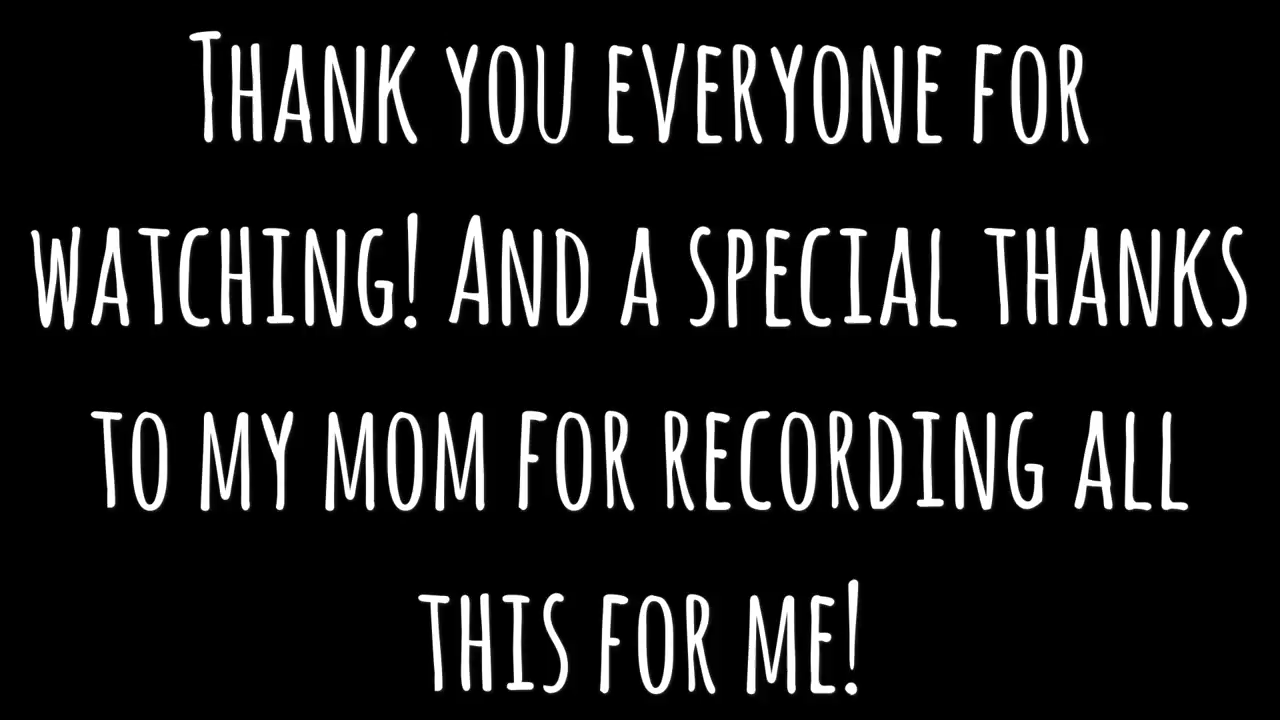 Thank you everyone for
watching! And a special thanks
to my mom for recording all
this for me!